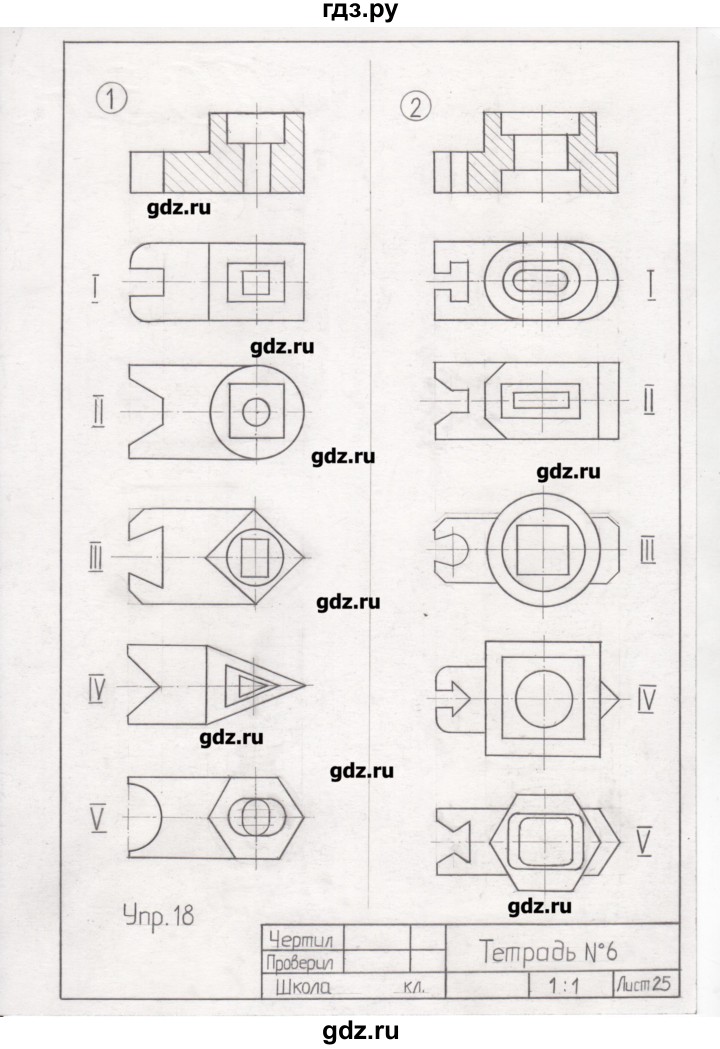 гдз.ру
1
2
gdz.ru
I
I
gdz.ru
II
II
gdz.ru
gdz.ru
III
III
gdz.ru
IV
IV
gdz.ru
gdz.ru
V
V
gdz.ru
Упр. 18
Чертил
Проверил
Школа кл.
Тетрадь №6
1:1
Лист 25
gdz.ru